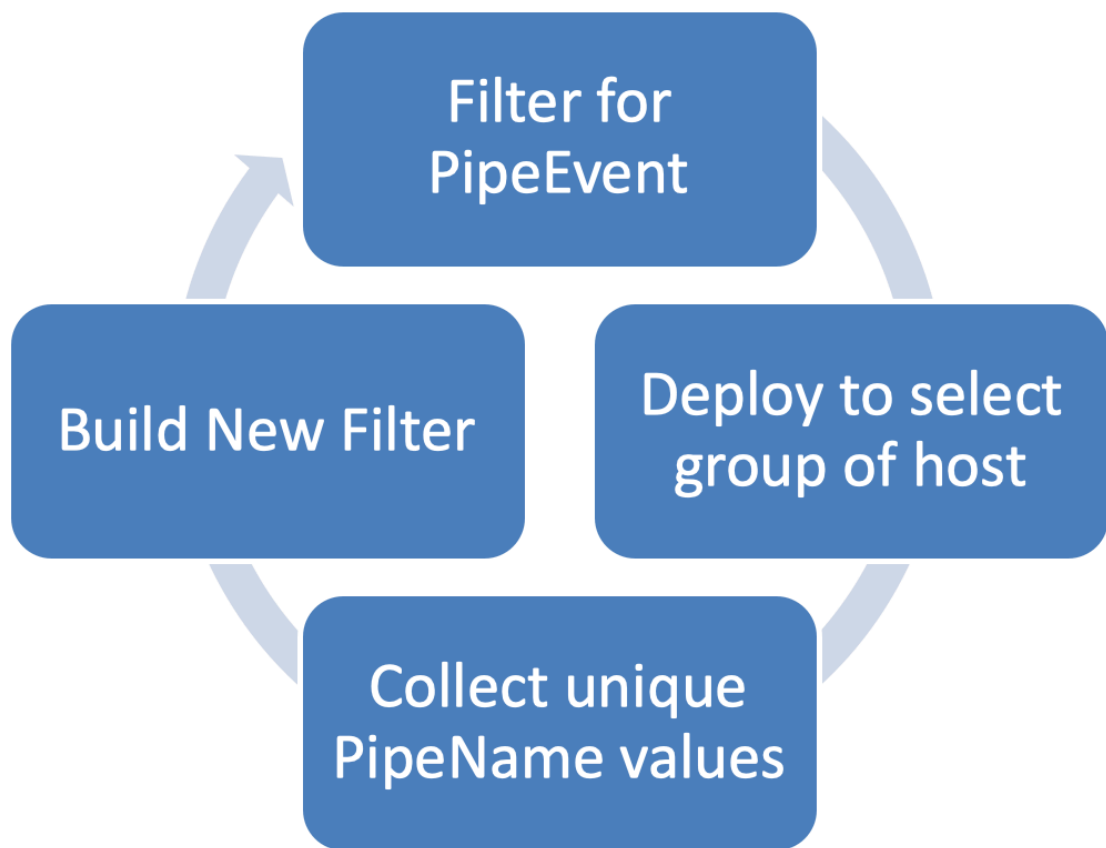 Filter for
PipeEvent
Deploy to select
group of host
Collect unique
PipeName values
Build New Filter